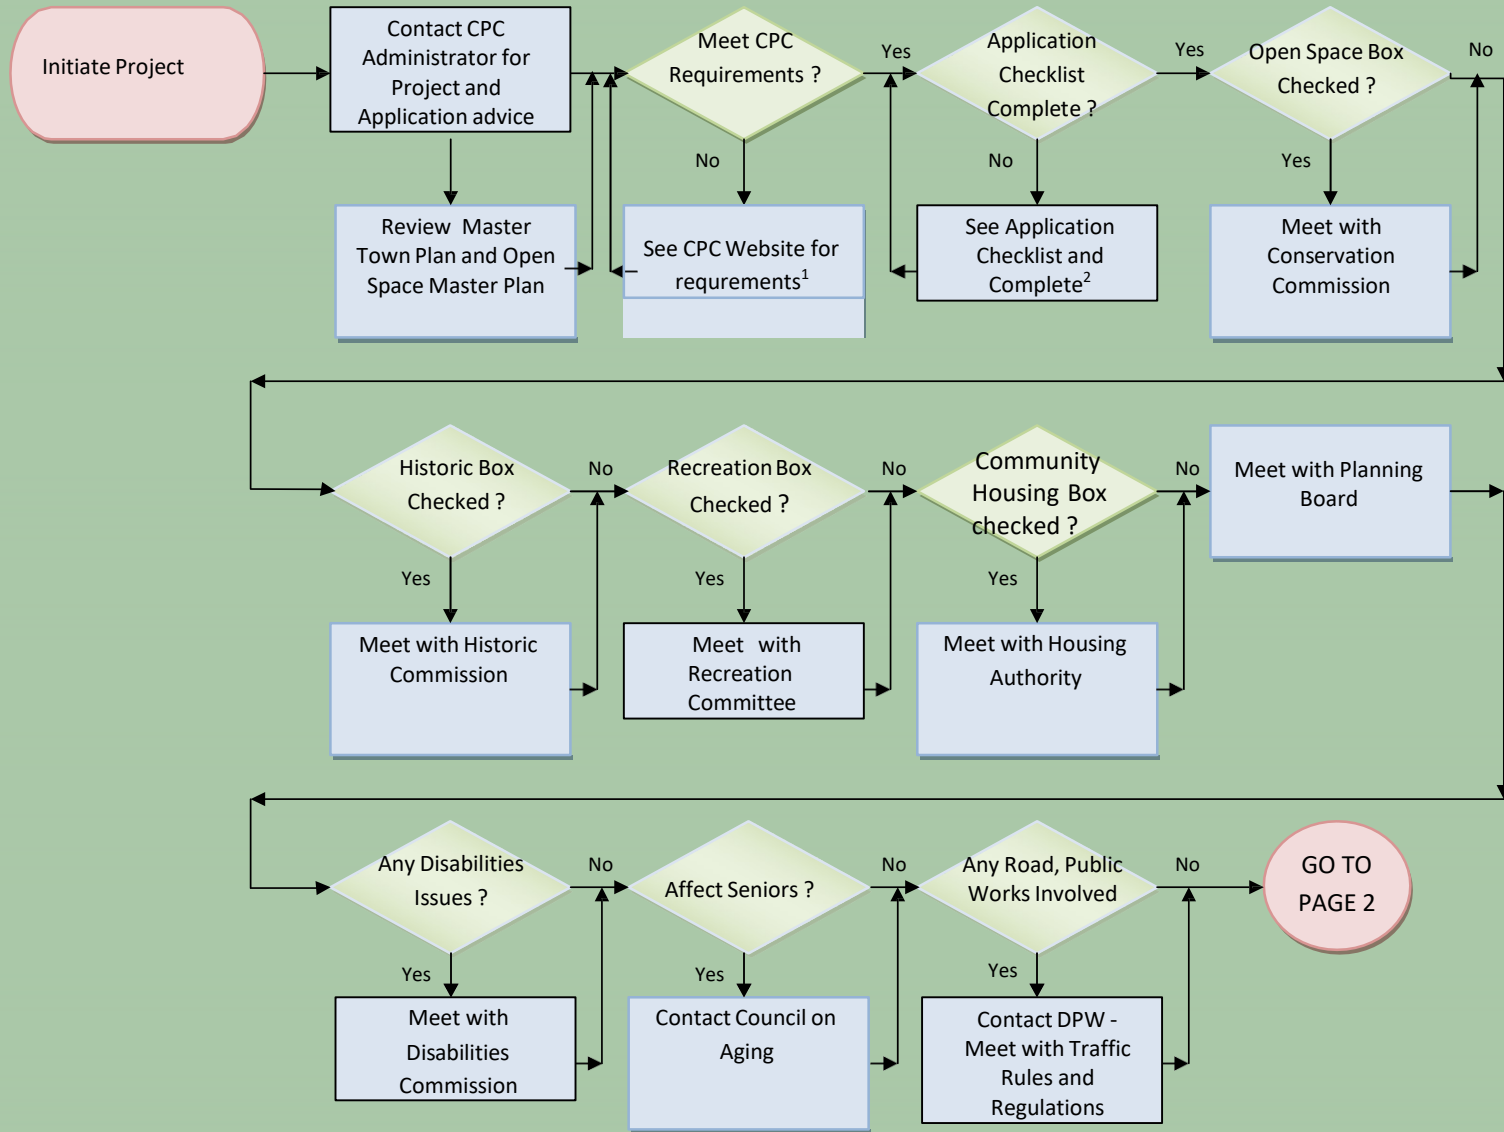 Initiate Project
Contact CPC
Administrator for
Project and
Application advice
Meet CPC
Requirements ?
Yes
Application
Checklist
Complete ?
Yes
Open Space Box
Checked ?
No
No
No
Yes
Review Master
Town Plan and Open
Space Master Plan
See CPC Website for
requrements¹
See Application
Checklist and
Complete²
Meet with
Conservation
Commission
Historic Box
Checked ?
No
Recreation Box
Checked ?
No
Community
Housing Box
checked ?
No
Meet with Planning
Board
Yes
Yes
Yes
Meet with Historic
Commission
Meet with
Recreation
Committee
Meet with Housing
Authority
Any Disabilities
Issues ?
No
Affect Seniors ?
No
Any Road, Public
Works Involved
No
GO TO
PAGE 2
Yes
Yes
Yes
Meet with
Disabilities
Commission
Contact Council on
Aging
Contact DPW -
Meet with Traffic
Rules and
Regulations